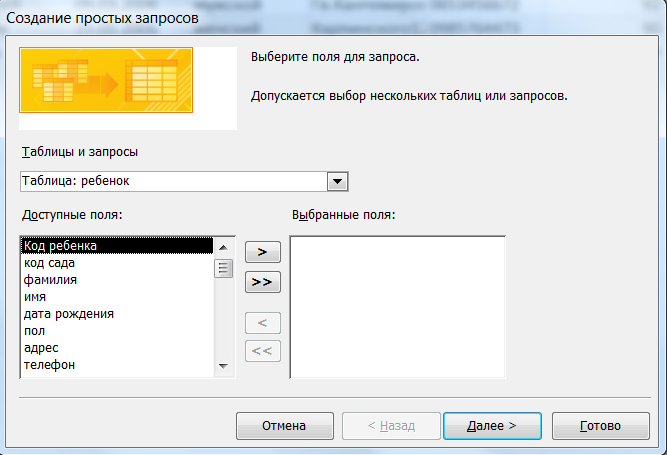 Создание простых запросов
Выберите поля для запроса.
Допускается выбор нескольких таблиц или запросов.
Таблицы и запросы
Таблица: ребенок
Доступные поля:
Выбранные поля:
Код ребенка
код сада
фамилия
имя
дата рождения
пол
адрес
телефон
>
>>
<
<<
Отмена
< Назад
Далее >
Готово